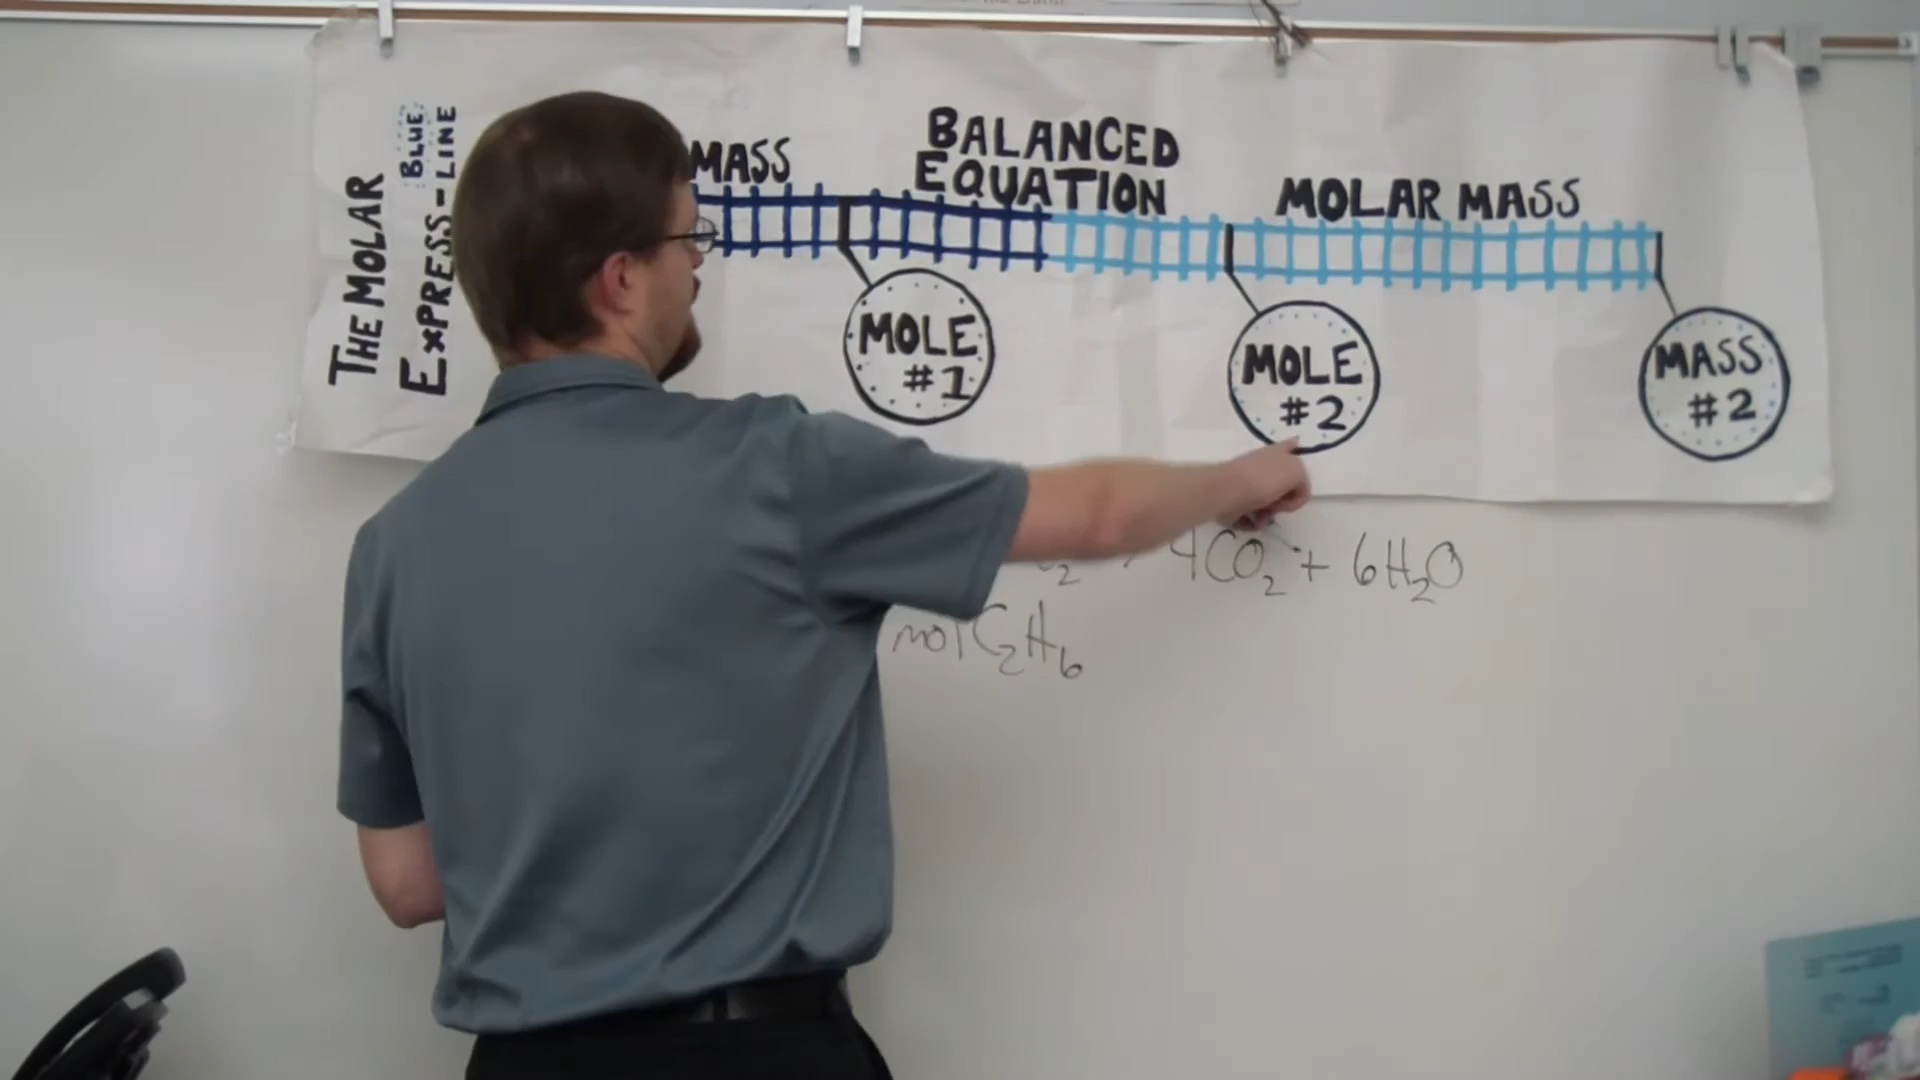 THE MOLAR
EXPRESS-BLUE LINE
MASS
BALANCED
EQUATION
MOLAR MASS
MOLE
#1
MOLE
#2
MASS
#2
4CO₂ + 6H₂O
mol C₂H₆